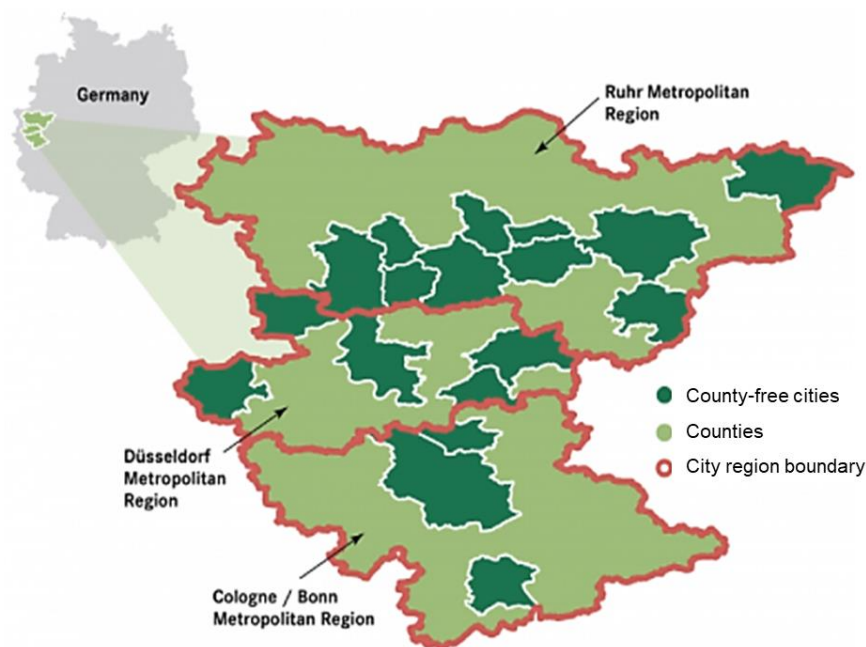 Germany
Ruhr Metropolitan
Region
County-free cities
Counties
City region boundary
Düsseldorf
Metropolitan
Region
Cologne / Bonn
Metropolitan Region